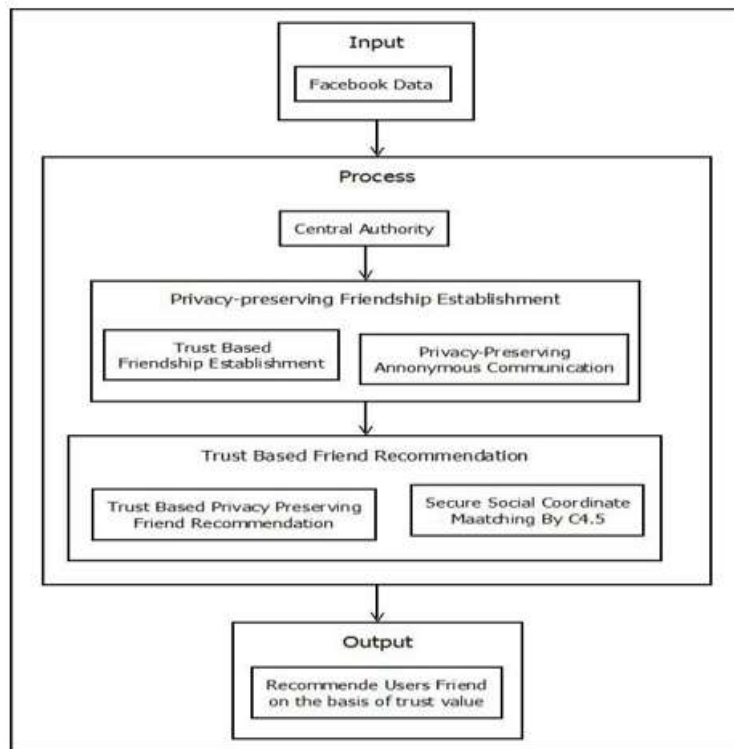 Input
Facebook Data
Process
Central Authority
Privacy-preserving Friendship Establishment
Trust Based
Friendship Establishment
Privacy-Preserving
Annonymous Communication
Trust Based Friend Recommendation
Trust Based Privacy Preserving
Friend Recommendation
Secure Social Coordinate
Maatching By C4.5
Output
Recommende Users Friend
on the basis of trust value